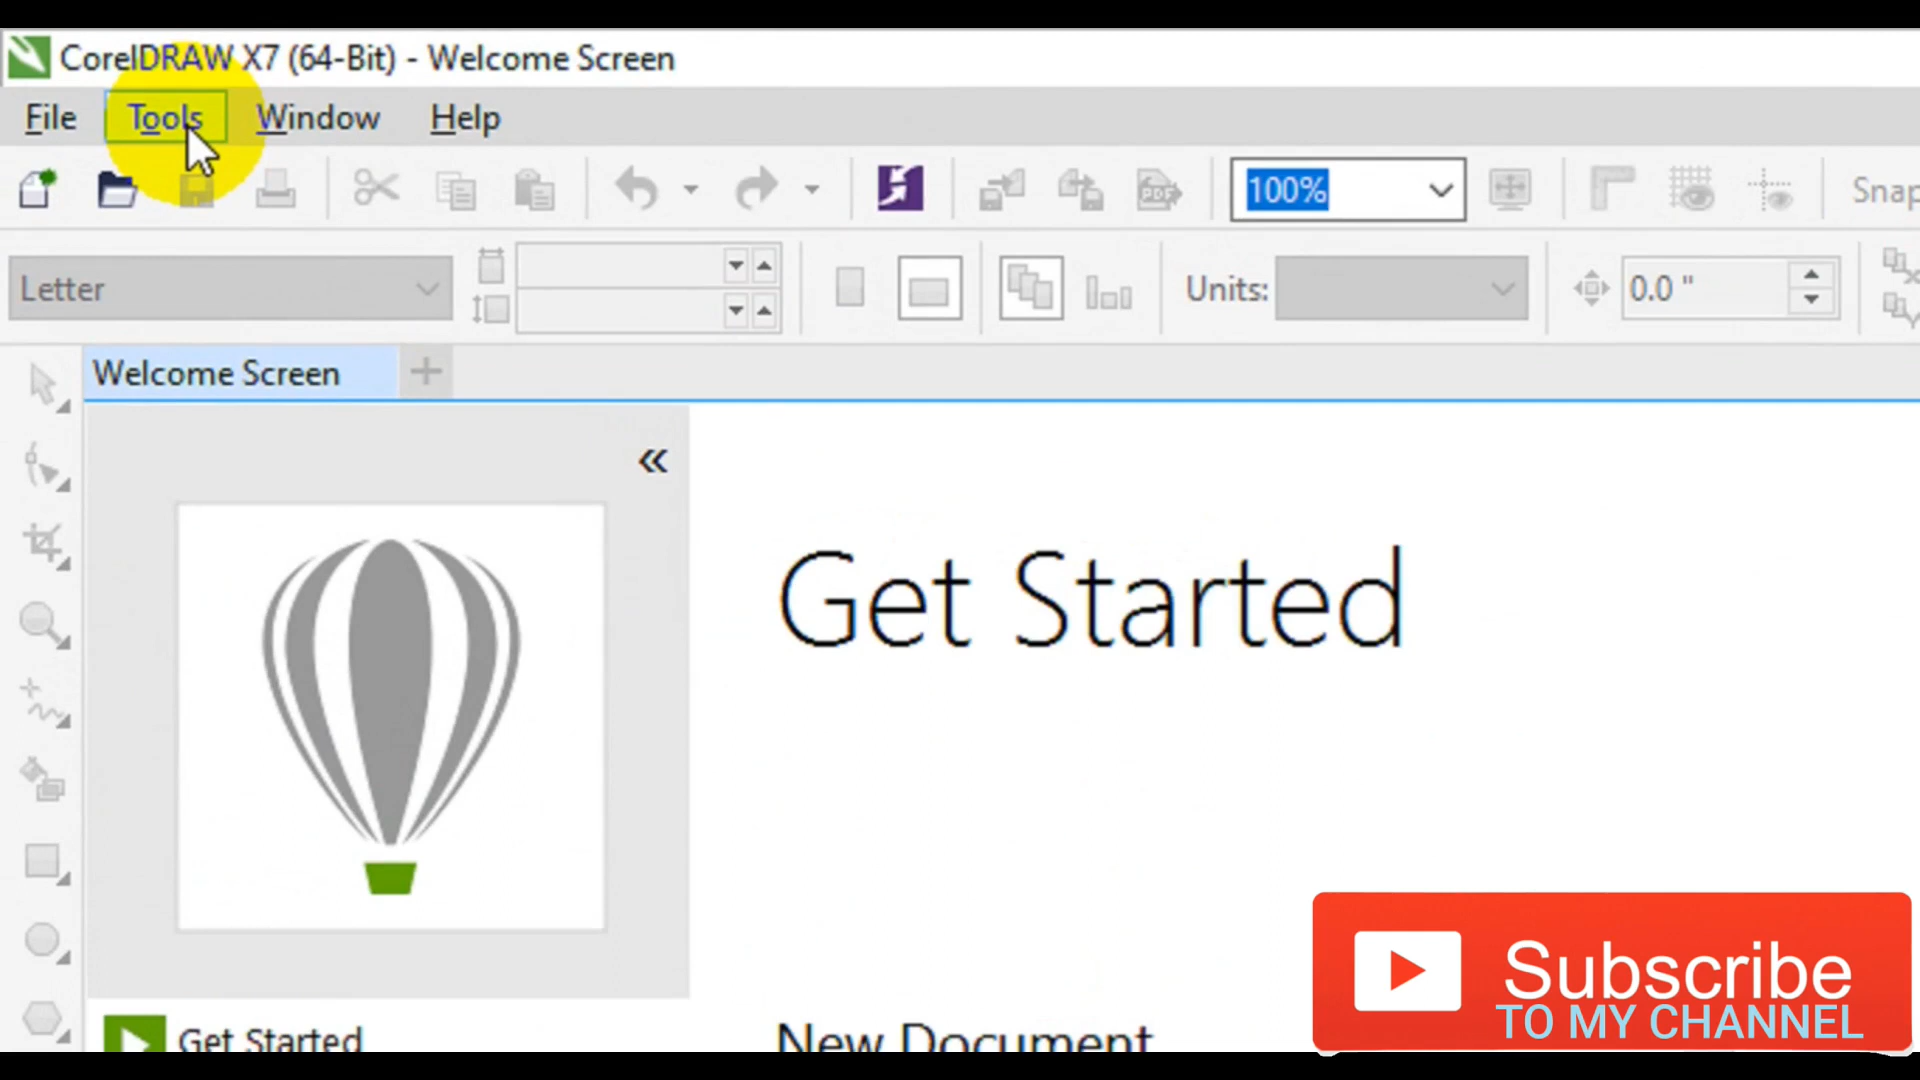 CorelDRAW X7 (64-Bit) - Welcome Screen
File Tools Window Help
PDF 100% Snap
Letter Units: 0.0 "
Welcome Screen
Get Started
Get Started
New Document
Subscribe
TO MY CHANNEL